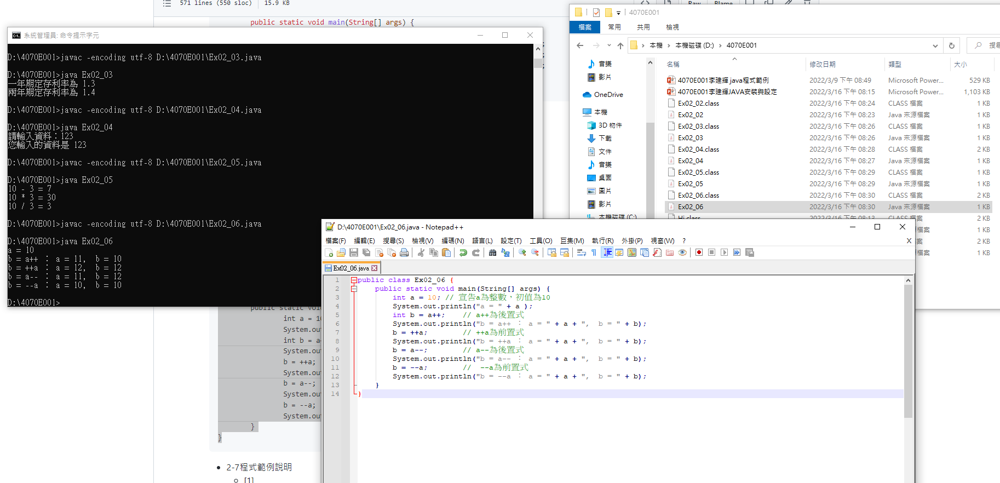 571 lines (550 sloc)
15.9 KB
Raw
Blame
public static void main(String[] args) {
系統管理員: 命令提示字元
D:\4070E001>javac -encoding utf-8 D:\4070E001\Ex02_03.java
D:\4070E001>java Ex02_03
一年期定存利率為 1.3
兩年期定存利率為 1.4
D:\4070E001>javac -encoding utf-8 D:\4070E001\Ex02_04.java
D:\4070E001>java Ex02_04
請輸入資料：123
您輸入的資料是 123
D:\4070E001>javac -encoding utf-8 D:\4070E001\Ex02_05.java
D:\4070E001>java Ex02_05
10 - 3 = 7
10 * 3 = 30
10 / 3 = 3
D:\4070E001>javac -encoding utf-8 D:\4070E001\Ex02_06.java
D:\4070E001>java Ex02_06
a = 10
b = a++ ： a = 11,  b = 10
b = ++a ： a = 12,  b = 12
b = a-- ： a = 11,  b = 12
b = --a ： a = 10,  b = 10
D:\4070E001>
4070E001
檔案 常用 共用 檢視
本機 › 本機磁碟 (D:) › 4070E001
搜尋
音樂
影片
OneDrive
本機
3D 物件
下載
文件
音樂
桌面
圖片
影片
本機磁碟 (C:)
名稱 修改日期 類型 大小
4070E001李建輝 java程式範例 2022/3/9 下午 08:49 Microsoft Power... 529 KB
4070E001李建輝JAVA安裝與設定 2022/3/16 下午 08:15 Microsoft Power... 1,103 KB
Ex02_02.class 2022/3/16 下午 08:24 CLASS 檔案 1 KB
Ex02_02 2022/3/16 下午 08:23 Java 來源檔案 1 KB
Ex02_03.class 2022/3/16 下午 08:26 CLASS 檔案 1 KB
Ex02_03 2022/3/16 下午 08:26 Java 來源檔案 1 KB
Ex02_04.class 2022/3/16 下午 08:28 CLASS 檔案 2 KB
Ex02_04 2022/3/16 下午 08:27 Java 來源檔案 1 KB
Ex02_05.class 2022/3/16 下午 08:29 CLASS 檔案 1 KB
Ex02_05 2022/3/16 下午 08:29 Java 來源檔案 1 KB
Ex02_06.class 2022/3/16 下午 08:30 CLASS 檔案 2 KB
Ex02_06 2022/3/16 下午 08:30 Java 來源檔案 1 KB
Hi.class 2022/3/16 下午 08:13 CLASS 檔案 2 KB
來源檔案 1 KB
檔案 2 KB
來源檔案 1 KB
D:\4070E001\Ex02_06.java - Notepad++
檔案(F) 編輯(E) 搜尋(S) 檢視(V) 編碼(N) 語言(L) 設定(T) 工具(O) 巨集(M) 執行(R) 外掛(P) 視窗(W) ? X
Ex02_06.java
1 public class Ex02_06 {
2 public static void main(String[] args) {
3 int a = 10; // 宣告a為整數，初值為10
4 System.out.println("a = " + a );
5 int b = a++;    // a++為後置式
6 System.out.println("b = a++ ： a = " + a + ",  b = " + b);
7 b = ++a;        // ++a為前置式
8 System.out.println("b = ++a ： a = " + a + ",  b = " + b);
9 b = a--;        // a--為後置式
10 System.out.println("b = a-- ： a = " + a + ",  b = " + b);
11 b = --a;        //  --a為前置式
12 System.out.println("b = --a ： a = " + a + ",  b = " + b);
13 }
14 }
public static void
int a = 10
System.out
int b = a
System.out
b = ++a;
System.out
b = a--;
System.out
b = --a;
System.out
}
}
2-7程式範例說明
[1]